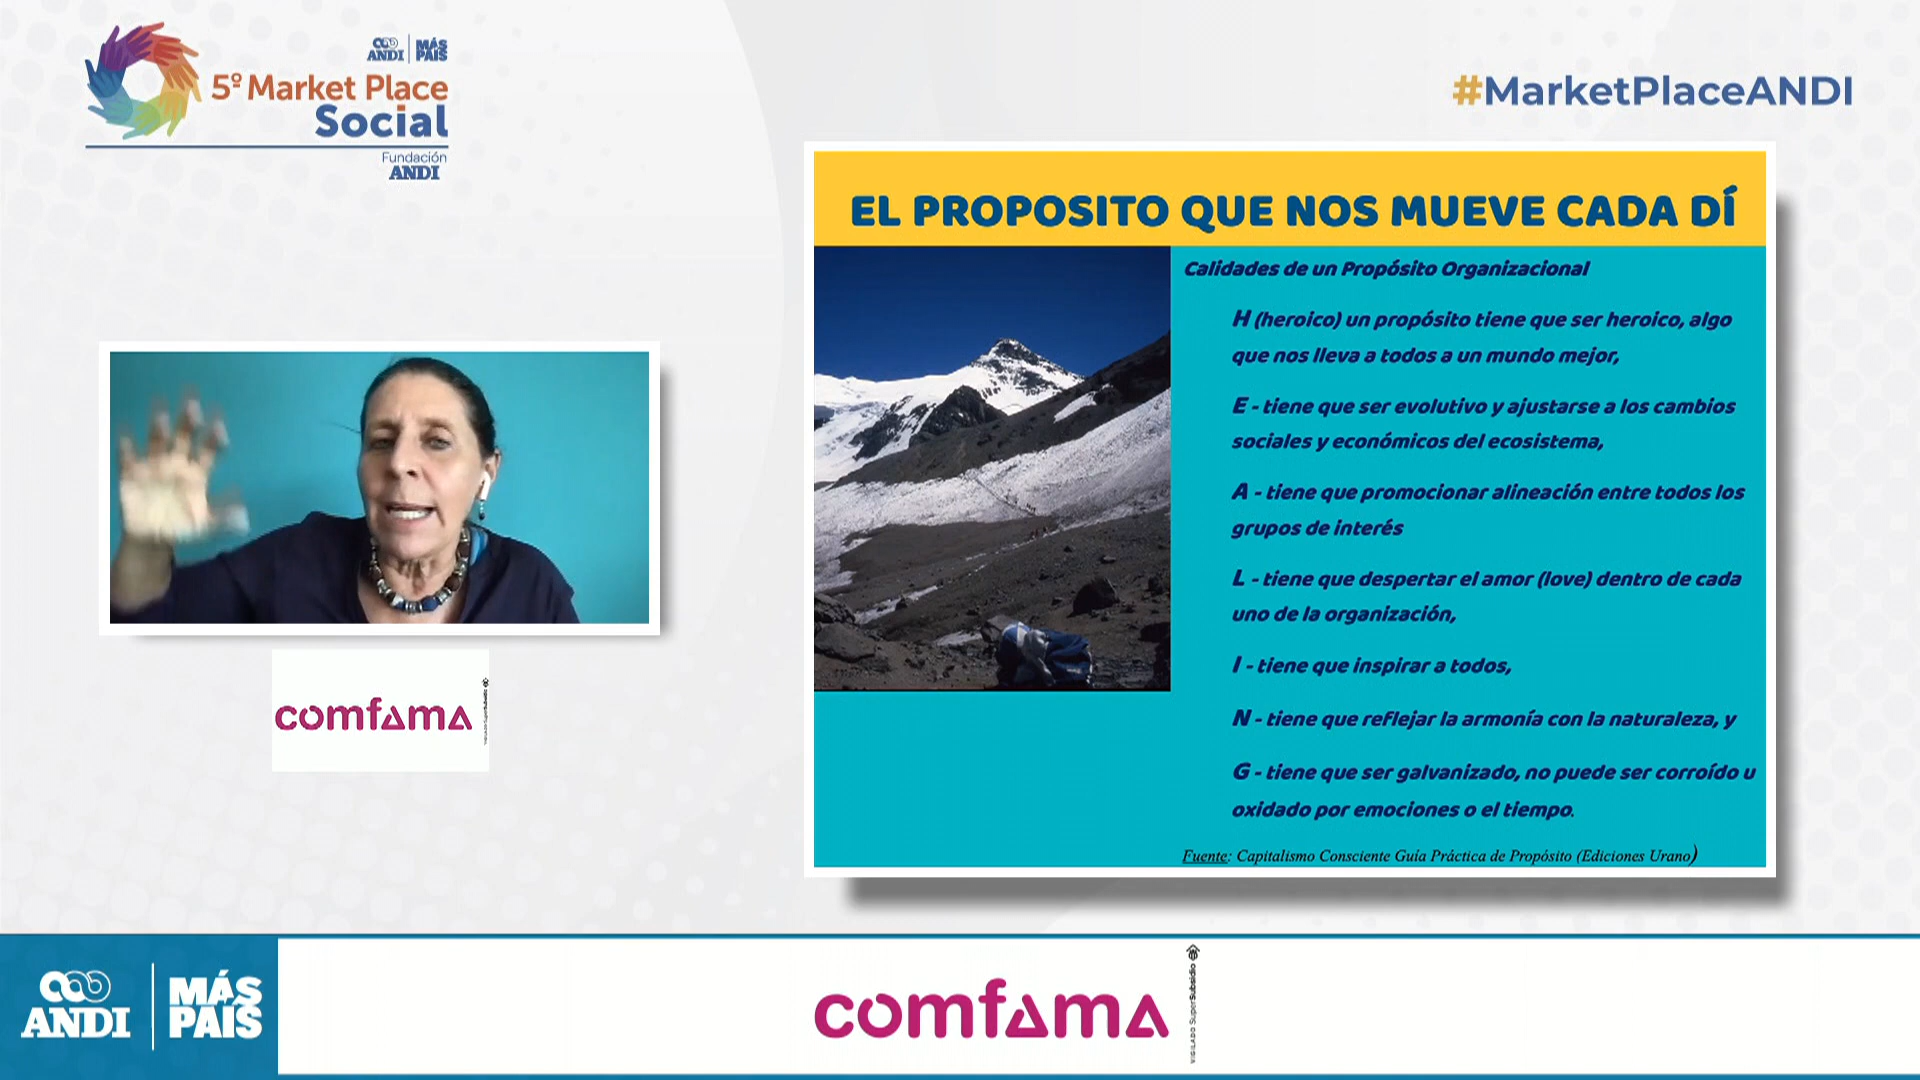 ANDI MÁS PAÍS
5º Market Place
Social
Fundación
ANDI
#MarketPlaceANDI
EL PROPOSITO QUE NOS MUEVE CADA DÍ
Calidades de un Propósito Organizacional
H (heroico) un propósito tiene que ser heroico, algo
que nos lleva a todos a un mundo mejor,
E - tiene que ser evolutivo y ajustarse a los cambios
sociales y económicos del ecosistema,
A - tiene que promocionar alineación entre todos los
grupos de interés
L - tiene que despertar el amor (love) dentro de cada
uno de la organización,
I - tiene que inspirar a todos,
N - tiene que reflejar la armonía con la naturaleza, y
G - tiene que ser galvanizado, no puede ser corroído u
oxidado por emociones o el tiempo.
Fuente: Capitalismo Consciente Guía Práctica de Propósito (Ediciones Urano)
comfama
VIGILADO SuperSubsidio
ANDI MÁS PAÍS
comfama
VIGILADO SuperSubsidio